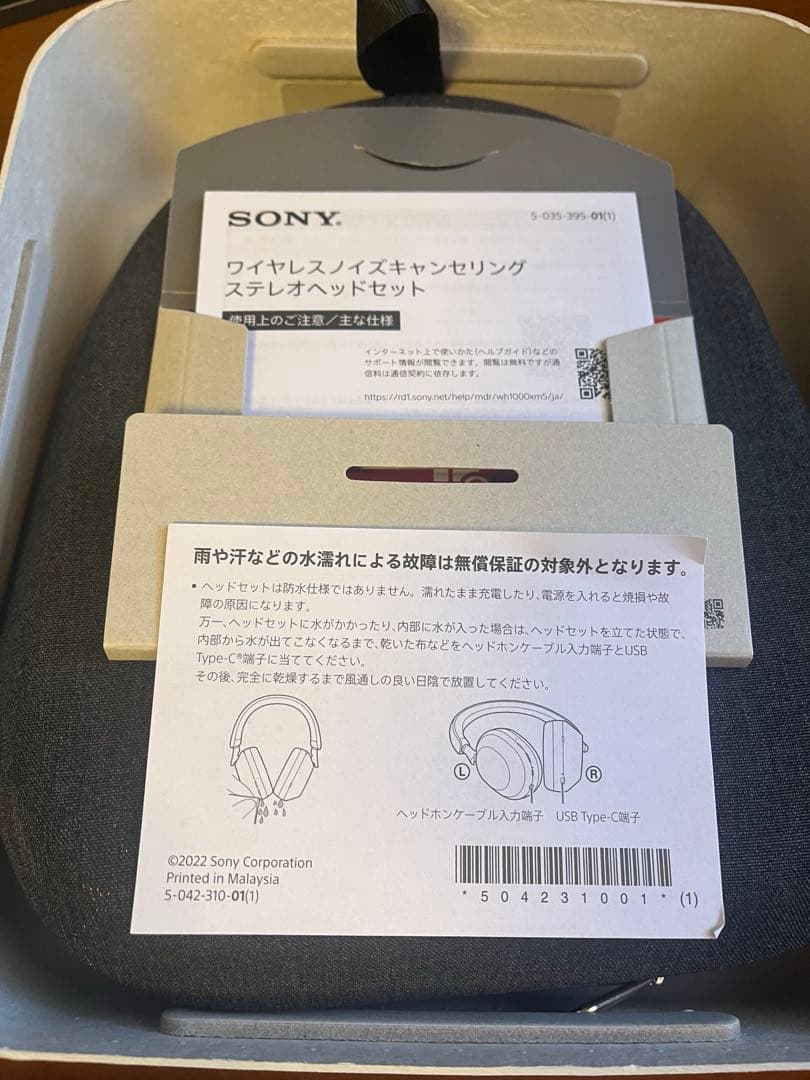 SONY®
5-035-395-01(1)
ワイヤレスノイズキャンセリング
ステレオヘッドセット
使用上のご注意／主な仕様
インターネット上で使いかた(ヘルプガイド)などの
サポート情報が閲覧できます。閲覧は無料ですが通
信料は通信契約に依存します。
https://rd1.sony.net/help/mdr/wh1000xm5/ja/
雨や汗などの水濡れによる故障は無償保証の対象外となります。
• ヘッドセットは防水仕様ではありません。濡れたまま充電したり、電源を入れると焼損や故
障の原因になります。
万一、ヘッドセットに水がかかったり、内部に水が入った場合は、ヘッドセットを立てた状態で、
内部から水が出てこなくなるまで、乾いた布などをヘッドホンケーブル入力端子とUSB
Type-C®端子に当ててください。
その後、完全に乾燥するまで風通しの良い日陰で放置してください。
L
R
ヘッドホンケーブル入力端子 USB Type-C端子
©2022 Sony Corporation
Printed in Malaysia
5-042-310-01(1)
* 5 0 4 2 3 1 0 0 1 * (1)